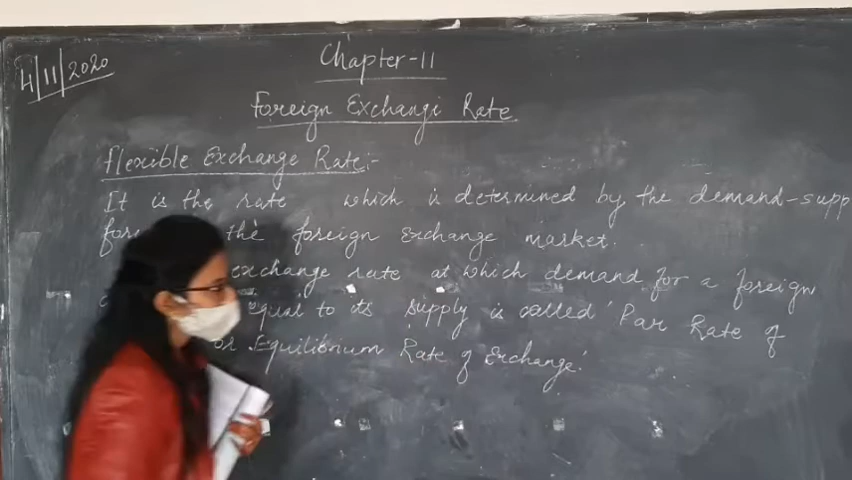 4/11/2020
Chapter-11
Foreign Exchange Rate
Flexible Exchange Rate:-
It is the rate which is determined by the demand-supp
for the foreign exchange market.
exchange rate at which demand for a foreign
equal to its supply is called 'Par Rate of
or Equilibrium Rate of Exchange'.